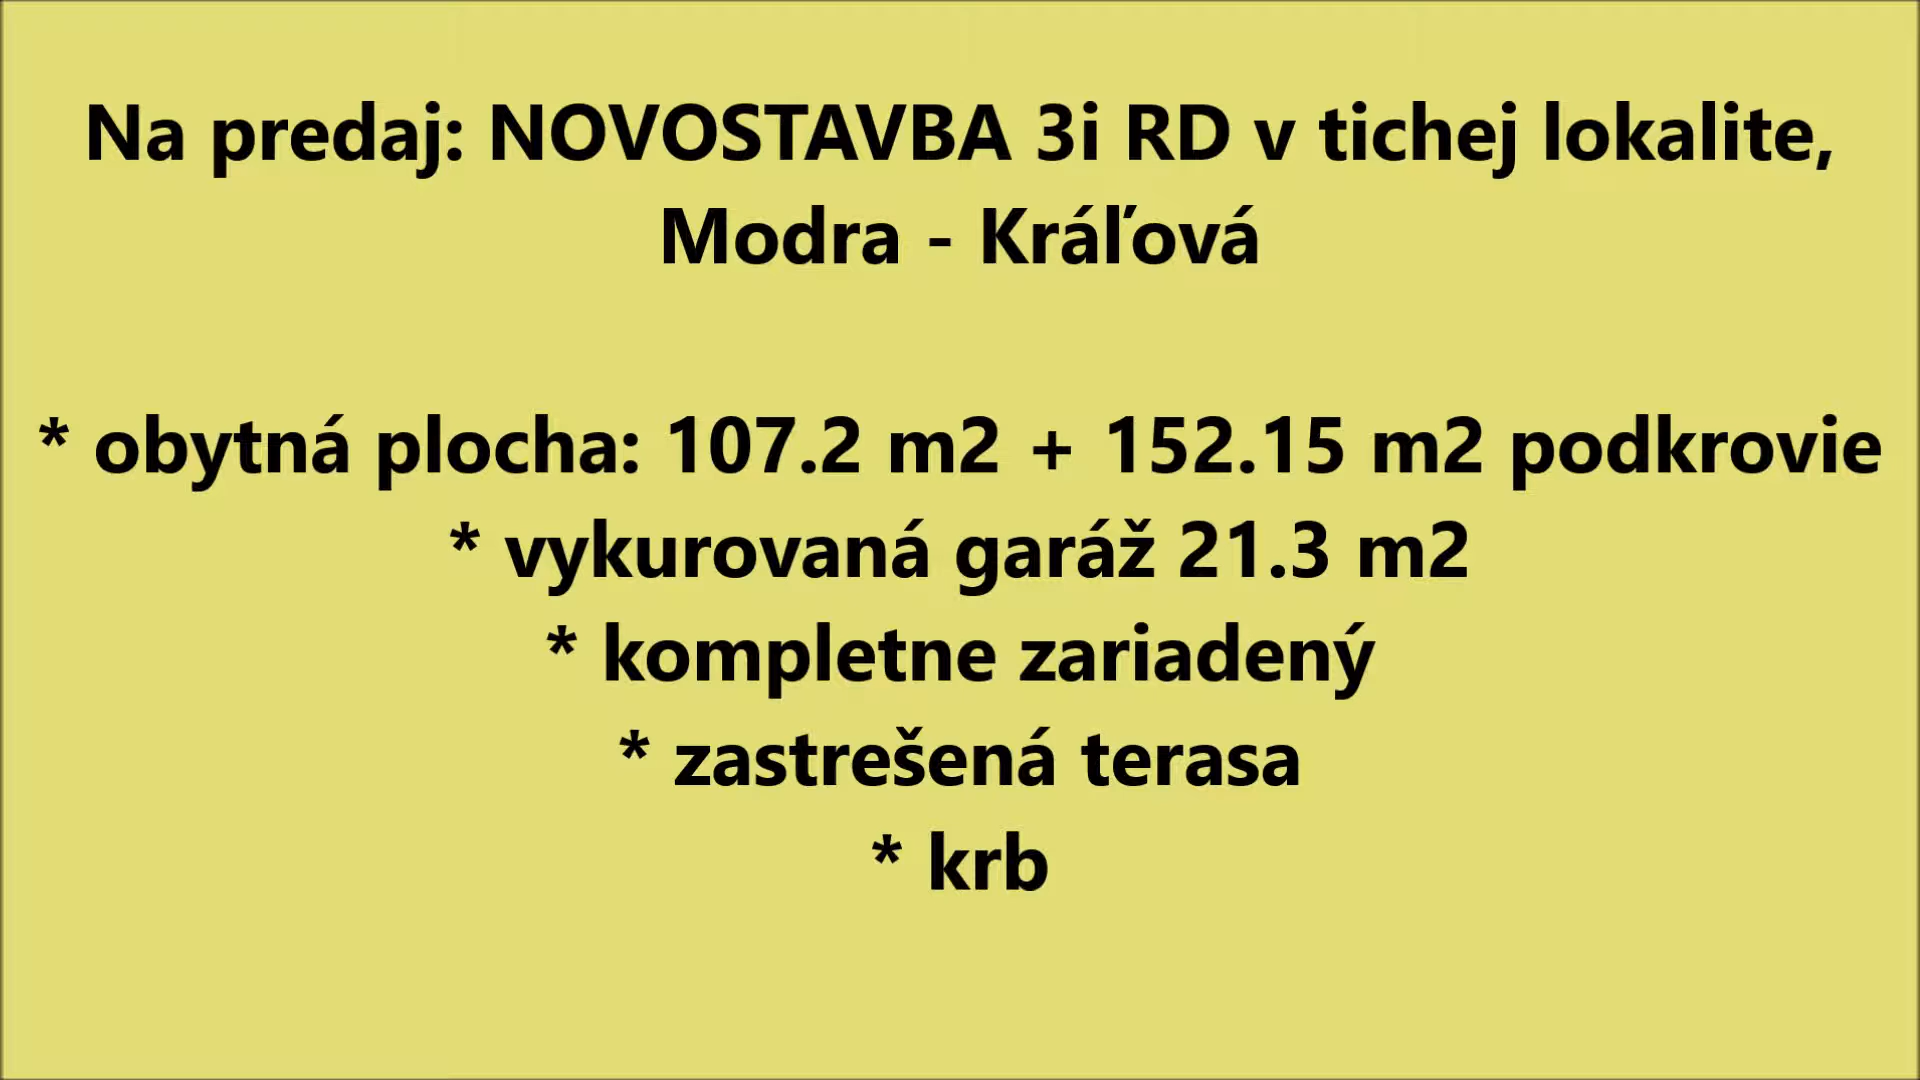 Na predaj: NOVOSTAVBA 3i RD v tichej lokalite,
Modra - Kráľová
* obytná plocha: 107.2 m2 + 152.15 m2 podkrovie
* vykurovaná garáž 21.3 m2
* kompletne zariadený
* zastrešená terasa
* krb